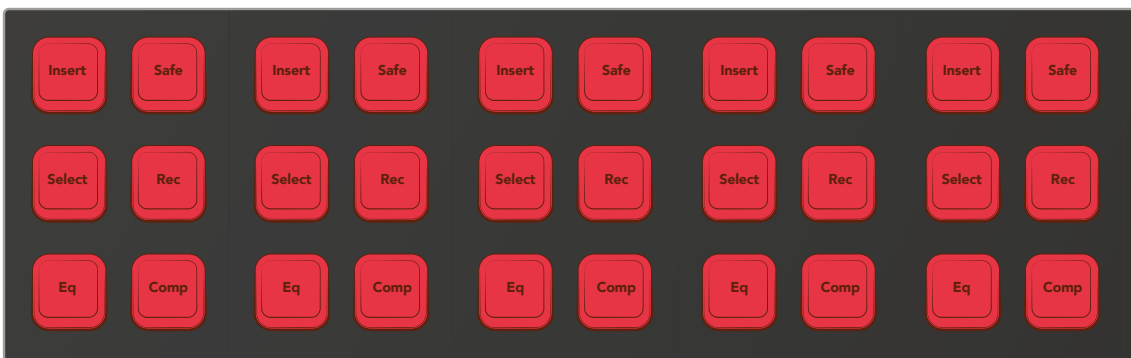 Insert Safe Insert Safe Insert Safe Insert Safe Insert Safe
Select Rec Select Rec Select Rec Select Rec Select Rec
Eq Comp Eq Comp Eq Comp Eq Comp Eq Comp